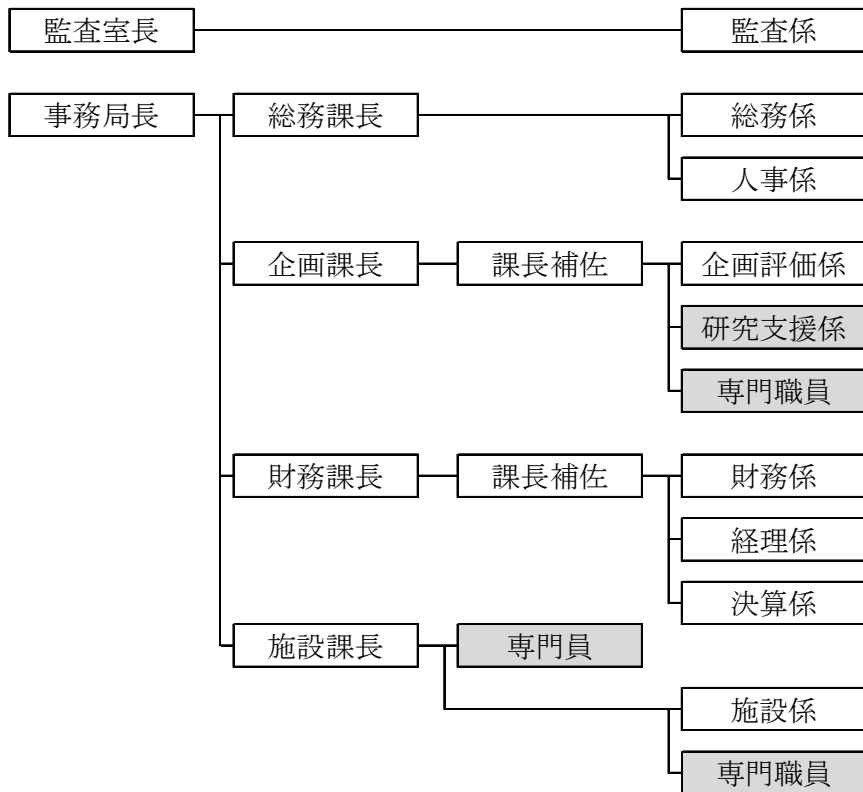 監査室長 監査係
事務局長 総務課長 総務係
人事係
企画課長 課長補佐 企画評価係
研究支援係
専門職員
財務課長 課長補佐 財務係
経理係
決算係
施設課長 専門員
施設係
専門職員